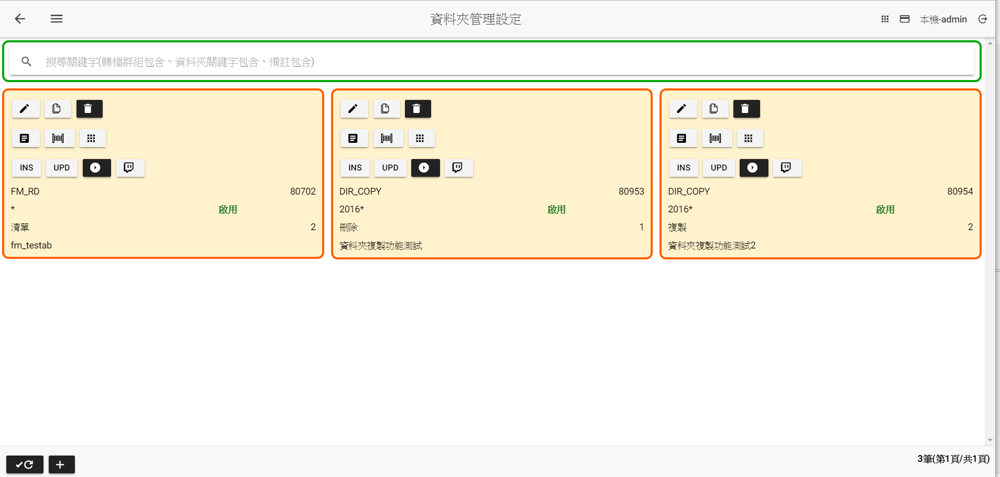 資料夾管理設定
本機-admin
搜尋關鍵字(轉檔群組包含、資料夾關鍵字包含、備註包含)
INS UPD
FM_RD 80702
* 啟用
清單 2
fm_testab
INS UPD
DIR_COPY 80953
2016* 啟用
刪除 1
資料夾複製功能測試
INS UPD
DIR_COPY 80954
2016* 啟用
複製 2
資料夾複製功能測試2
3筆(第1頁/共1頁)